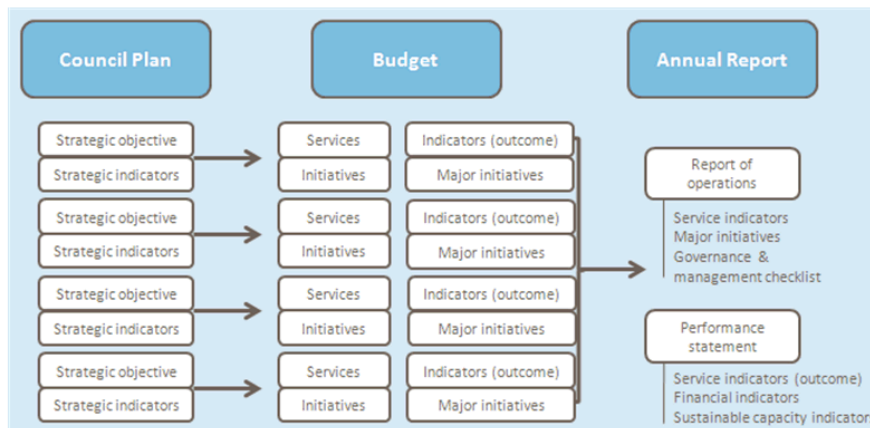 Council Plan
Budget
Annual Report
Strategic objective
Strategic indicators
Services
Initiatives
Indicators (outcome)
Major initiatives
Strategic objective
Strategic indicators
Services
Initiatives
Indicators (outcome)
Major initiatives
Strategic objective
Strategic indicators
Services
Initiatives
Indicators (outcome)
Major initiatives
Strategic objective
Strategic indicators
Services
Initiatives
Indicators (outcome)
Major initiatives
Report of
operations
Service indicators
Major initiatives
Governance &
management checklist
Performance
statement
Service indicators (outcome)
Financial indicators
Sustainable capacity indicator